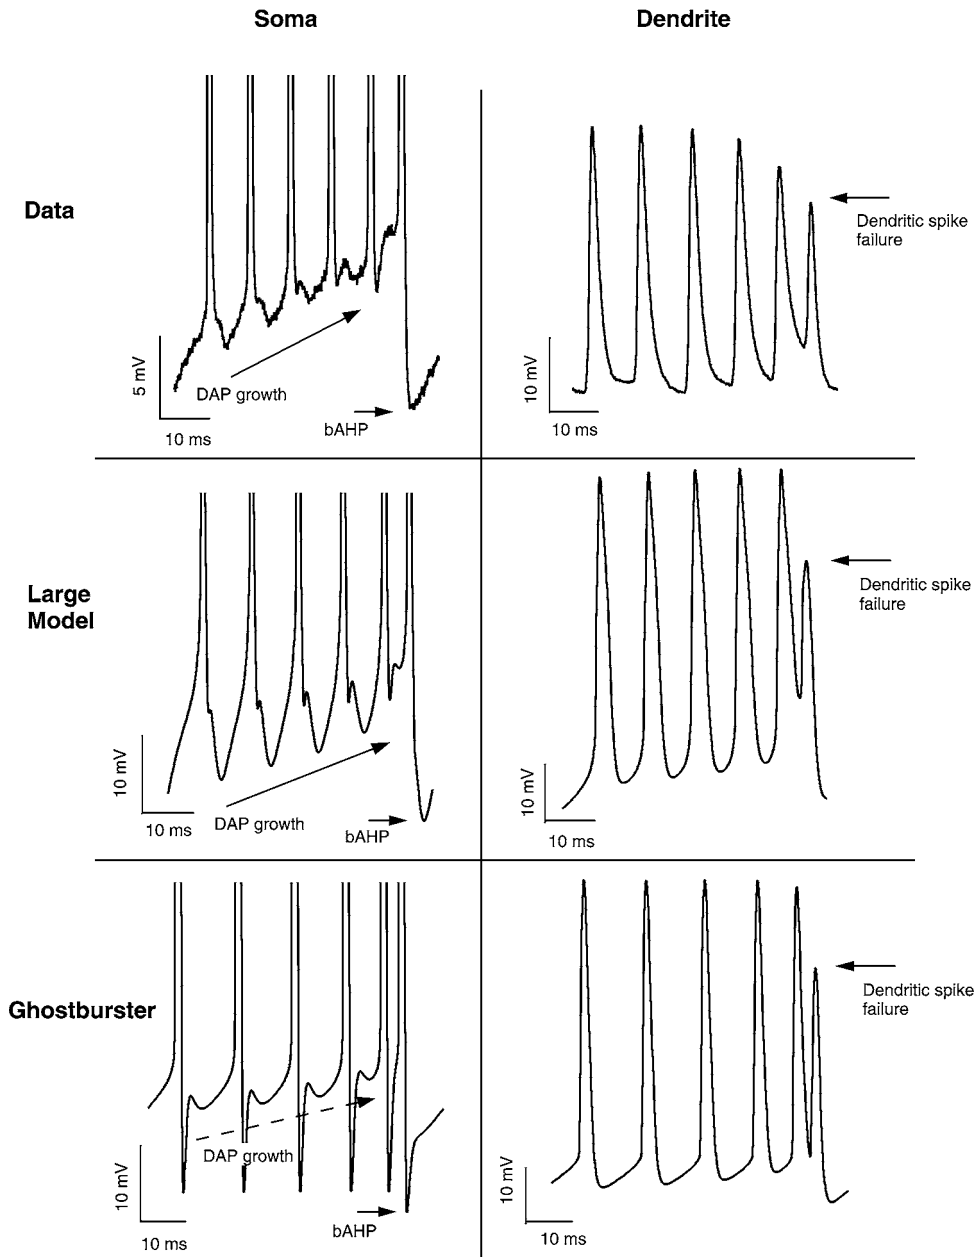 Soma
Dendrite
Data
5 mV
10 ms
DAP growth
bAHP
10 mV
10 ms
Dendritic spike
failure
Large
Model
10 mV
10 ms
DAP growth
bAHP
10 mV
10 ms
Dendritic spike
failure
Ghostburster
10 mV
10 ms
DAP growth
bAHP
10 mV
10 ms
Dendritic spike
failure